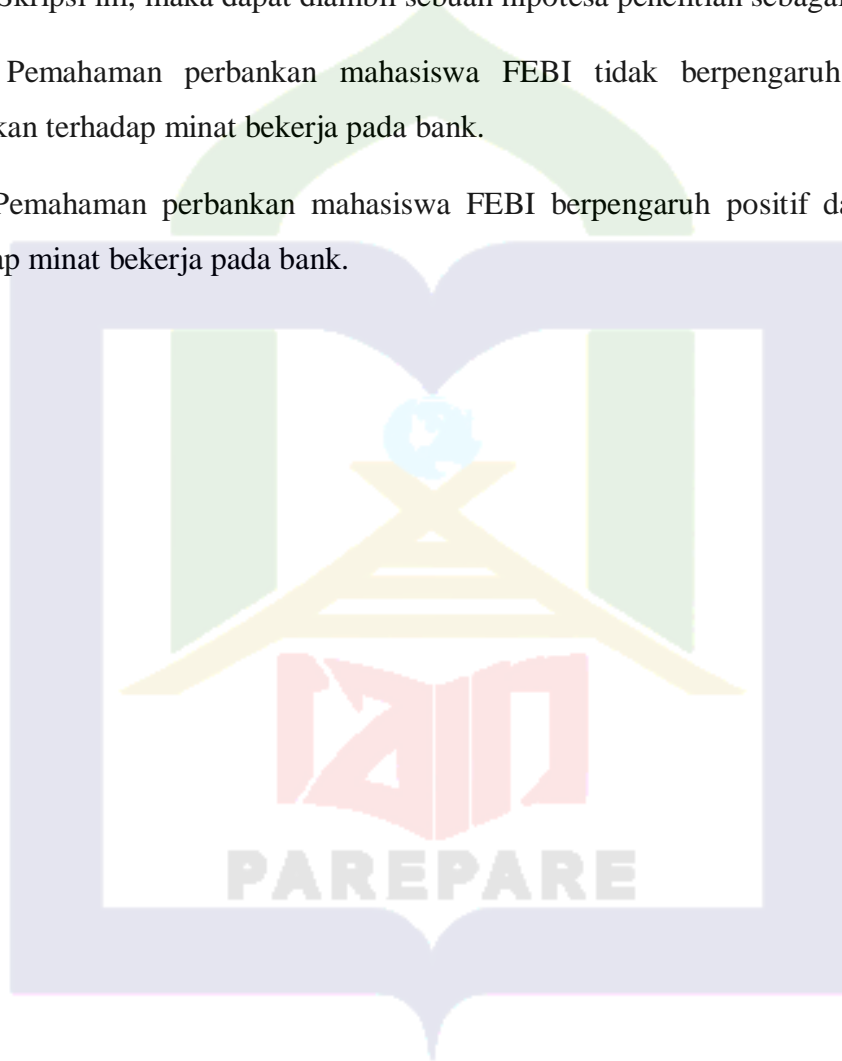 Skripsi ini, maka dapat diambil sebuah hipotesa penelitian sebagai
Pemahaman perbankan mahasiswa FEBI tidak berpengaruh
kan terhadap minat bekerja pada bank.
Pemahaman perbankan mahasiswa FEBI berpengaruh positif da
ap minat bekerja pada bank.
iain
PAREPARE